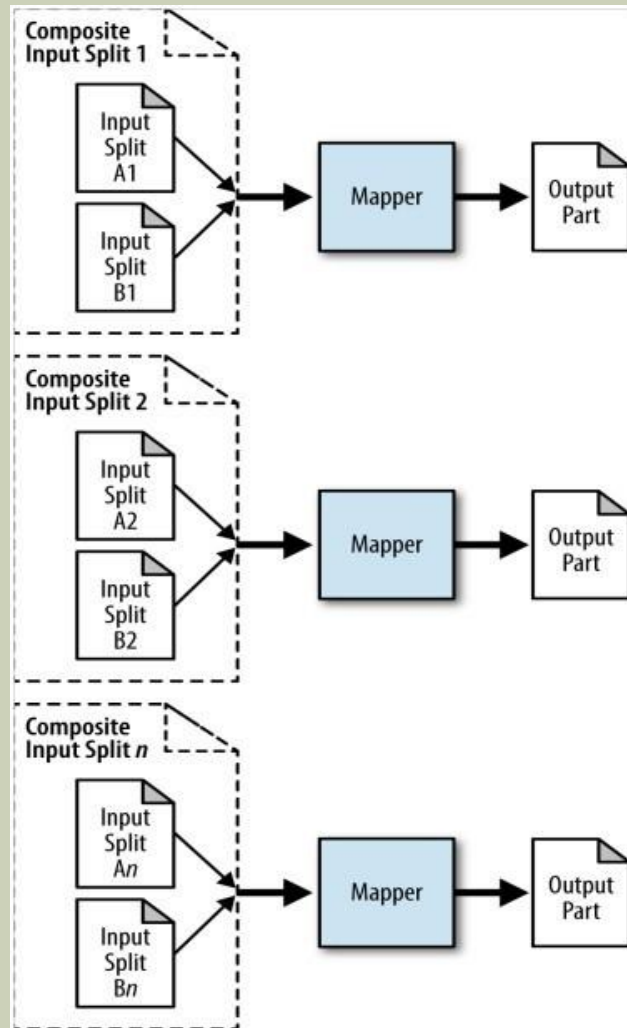 Composite
Input Split 1
Input
Split
A1
Input
Split
B1
Mapper
Output
Part
Composite
Input Split 2
Input
Split
A2
Input
Split
B2
Mapper
Output
Part
Composite
Input Split n
Input
Split
An
Input
Split
Bn
Mapper
Output
Part